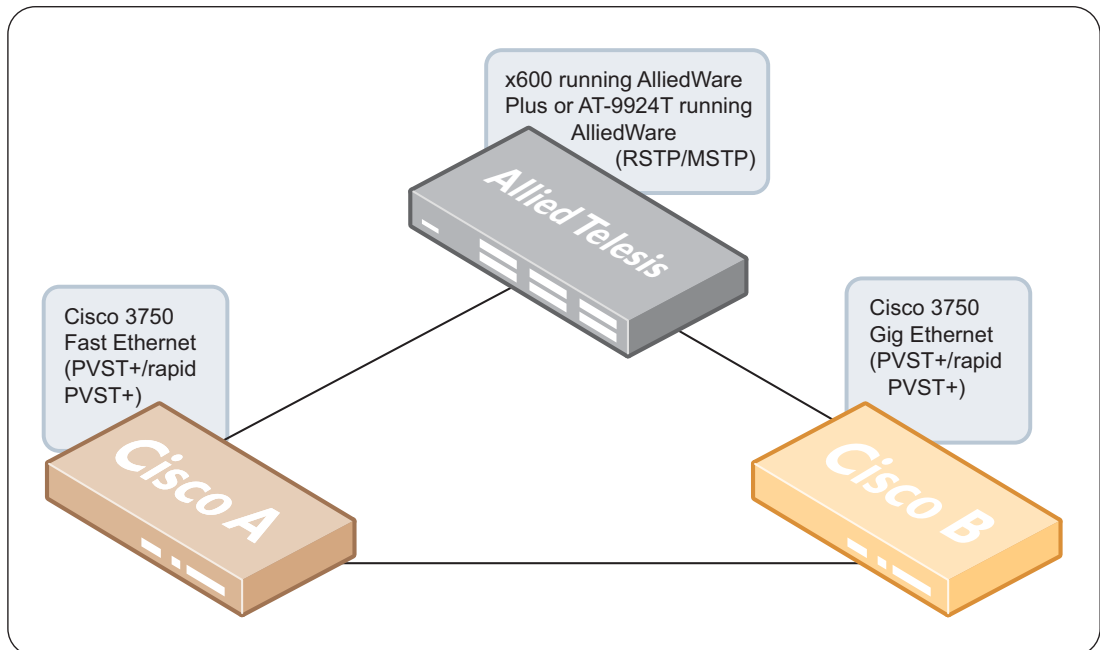 x600 running AlliedWare
Plus or AT-9924T running
AlliedWare
(RSTP/MSTP)
Allied Telesis
Cisco 3750
Fast Ethernet
(PVST+/rapid
PVST+)
Cisco A
Cisco 3750
Gig Ethernet
(PVST+/rapid
PVST+)
Cisco B